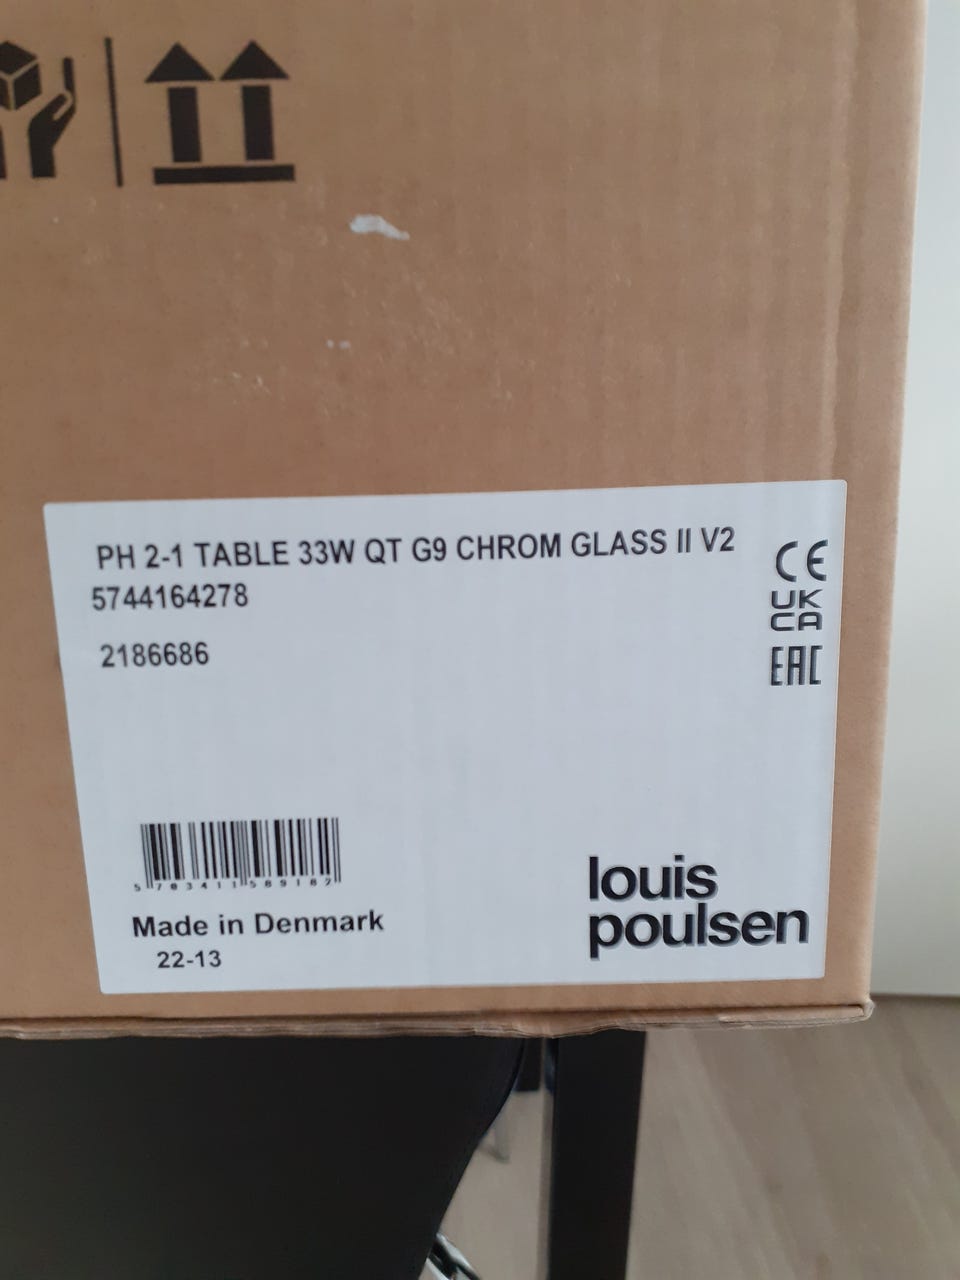 PH 2-1 TABLE 33W QT G9 CHROM GLASS II V2
5744164278
2186686
CE
UK
CA
EAC
5703411589182
Made in Denmark
22-13
louis
poulsen